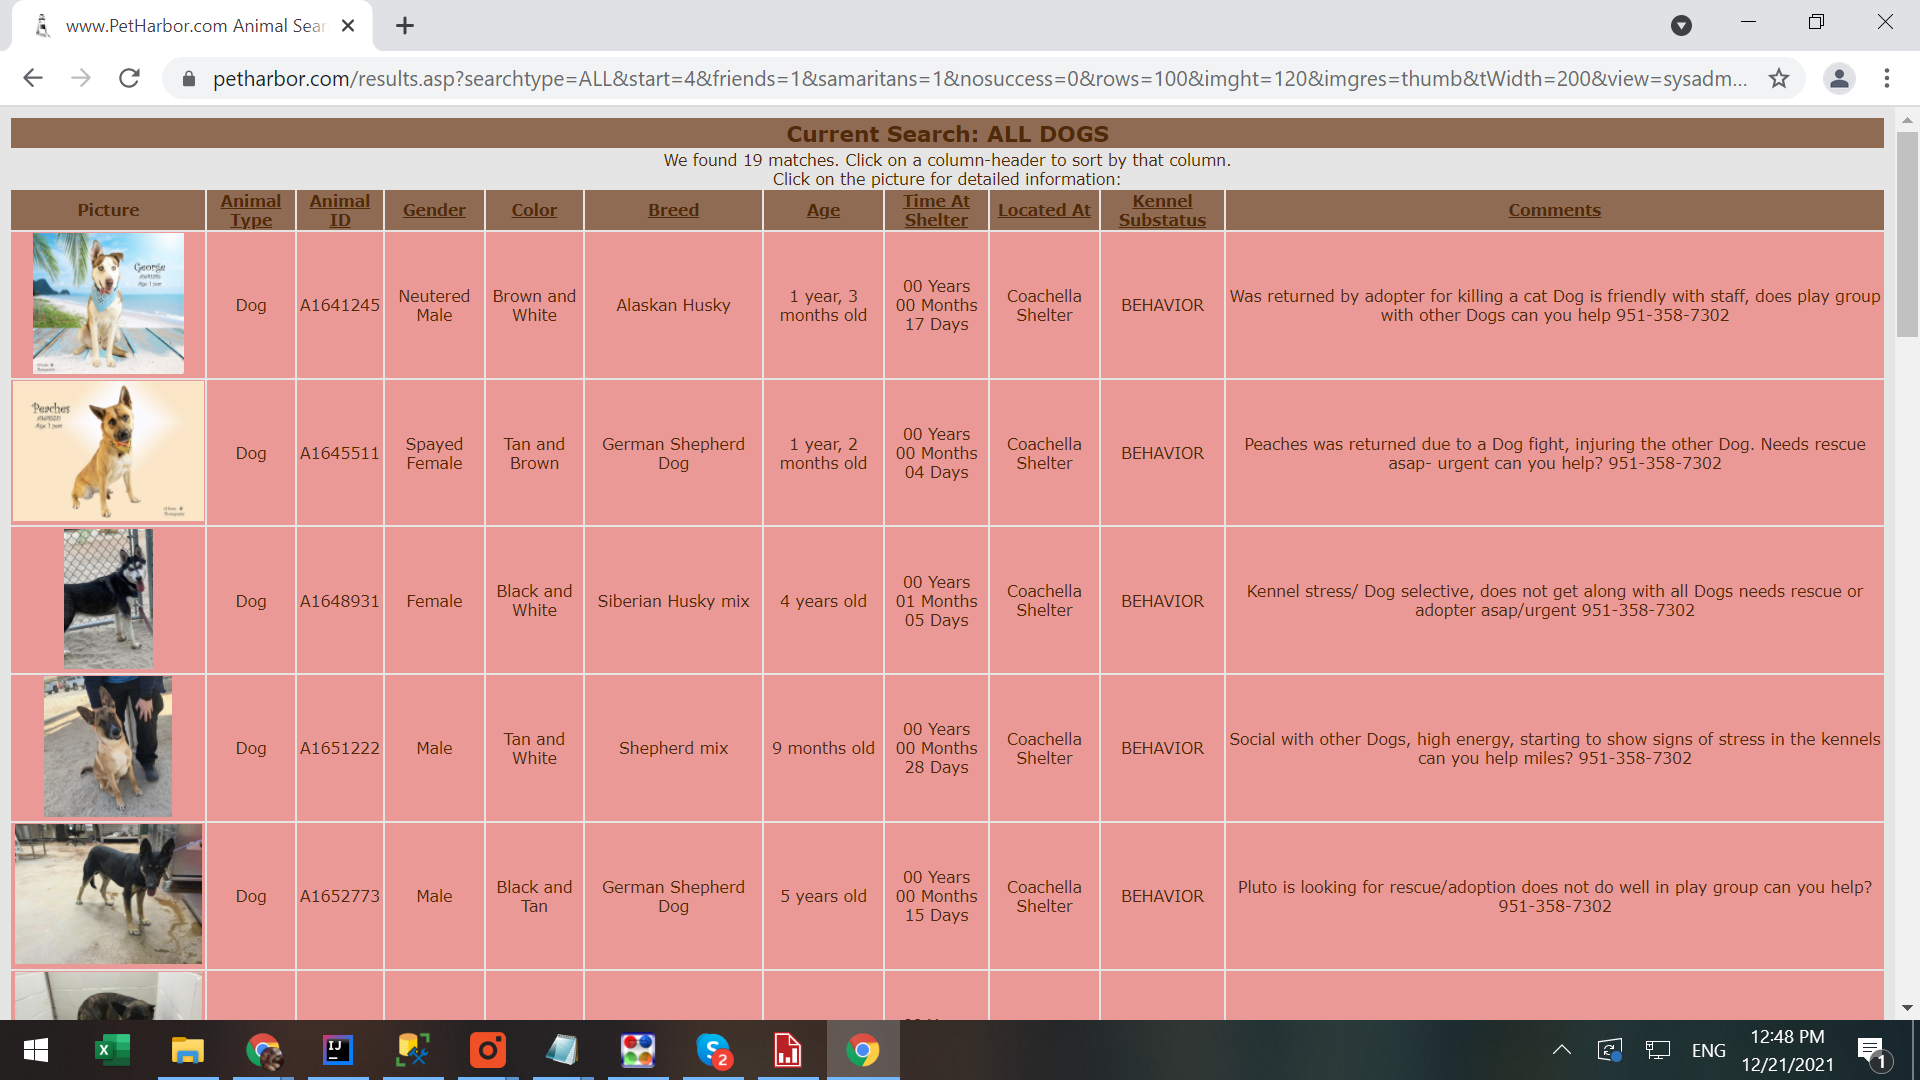 www.PetHarbor.com Animal Sear
petharbor.com/results.asp?searchtype=ALL&start=4&friends=1&samaritans=1&nosuccess=0&rows=100&imght=120&imgres=thumb&tWidth=200&view=sysadm...
Current Search: ALL DOGS
We found 19 matches. Click on a column-header to sort by that column.
Click on the picture for detailed information:
Picture
Animal
Type
Animal
ID
Gender
Color
Breed
Age
Time At
Shelter
Located At
Kennel
Substatus
Comments
George
Age: 1 year
Dog
A1641245
Neutered
Male
Brown and
White
Alaskan Husky
1 year, 3
months old
00 Years
00 Months
17 Days
Coachella
Shelter
BEHAVIOR
Was returned by adopter for killing a cat Dog is friendly with staff, does play group
with other Dogs can you help 951-358-7302
Peaches
Age: 1 year
Dog
A1645511
Spayed
Female
Tan and
Brown
German Shepherd
Dog
1 year, 2
months old
00 Years
00 Months
04 Days
Coachella
Shelter
BEHAVIOR
Peaches was returned due to a Dog fight, injuring the other Dog. Needs rescue
asap- urgent can you help? 951-358-7302
Dog
A1648931
Female
Black and
White
Siberian Husky mix
4 years old
00 Years
01 Months
05 Days
Coachella
Shelter
BEHAVIOR
Kennel stress/ Dog selective, does not get along with all Dogs needs rescue or
adopter asap/urgent 951-358-7302
Dog
A1651222
Male
Tan and
White
Shepherd mix
9 months old
00 Years
00 Months
28 Days
Coachella
Shelter
BEHAVIOR
Social with other Dogs, high energy, starting to show signs of stress in the kennels
can you help miles? 951-358-7302
Dog
A1652773
Male
Black and
Tan
German Shepherd
Dog
5 years old
00 Years
00 Months
15 Days
Coachella
Shelter
BEHAVIOR
Pluto is looking for rescue/adoption does not do well in play group can you help?
951-358-7302
X
IJ
S
2
ENG
12:48 PM
12/21/2021
1